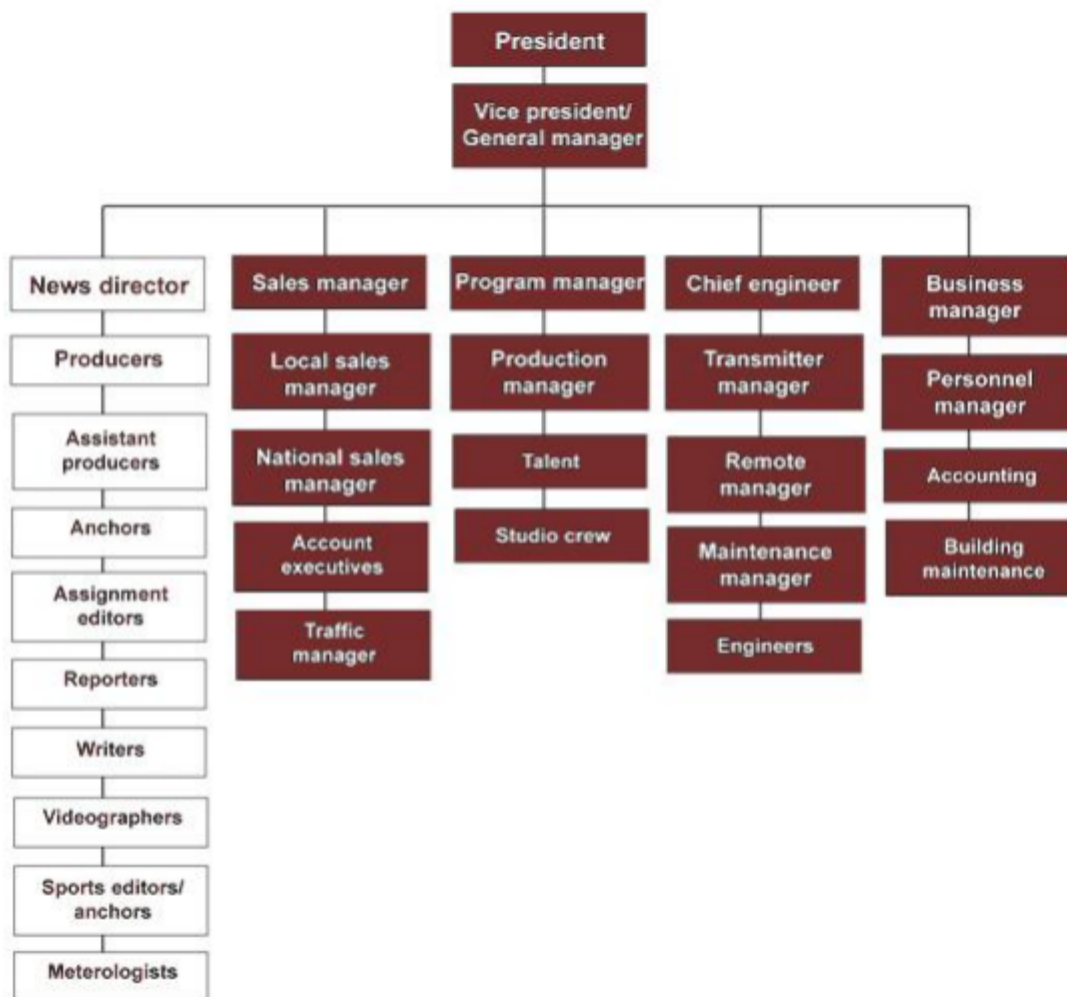 President
Vice president/
General manager
News director
Producers
Assistant
producers
Anchors
Assignment
editors
Reporters
Writers
Videographers
Sports editors/
anchors
Meterologists
Sales manager
Local sales
manager
National sales
manager
Account
executives
Traffic
manager
Program manager
Production
manager
Talent
Studio crew
Chief engineer
Transmitter
manager
Remote
manager
Maintenance
manager
Engineers
Business
manager
Personnel
manager
Accounting
Building
maintenance